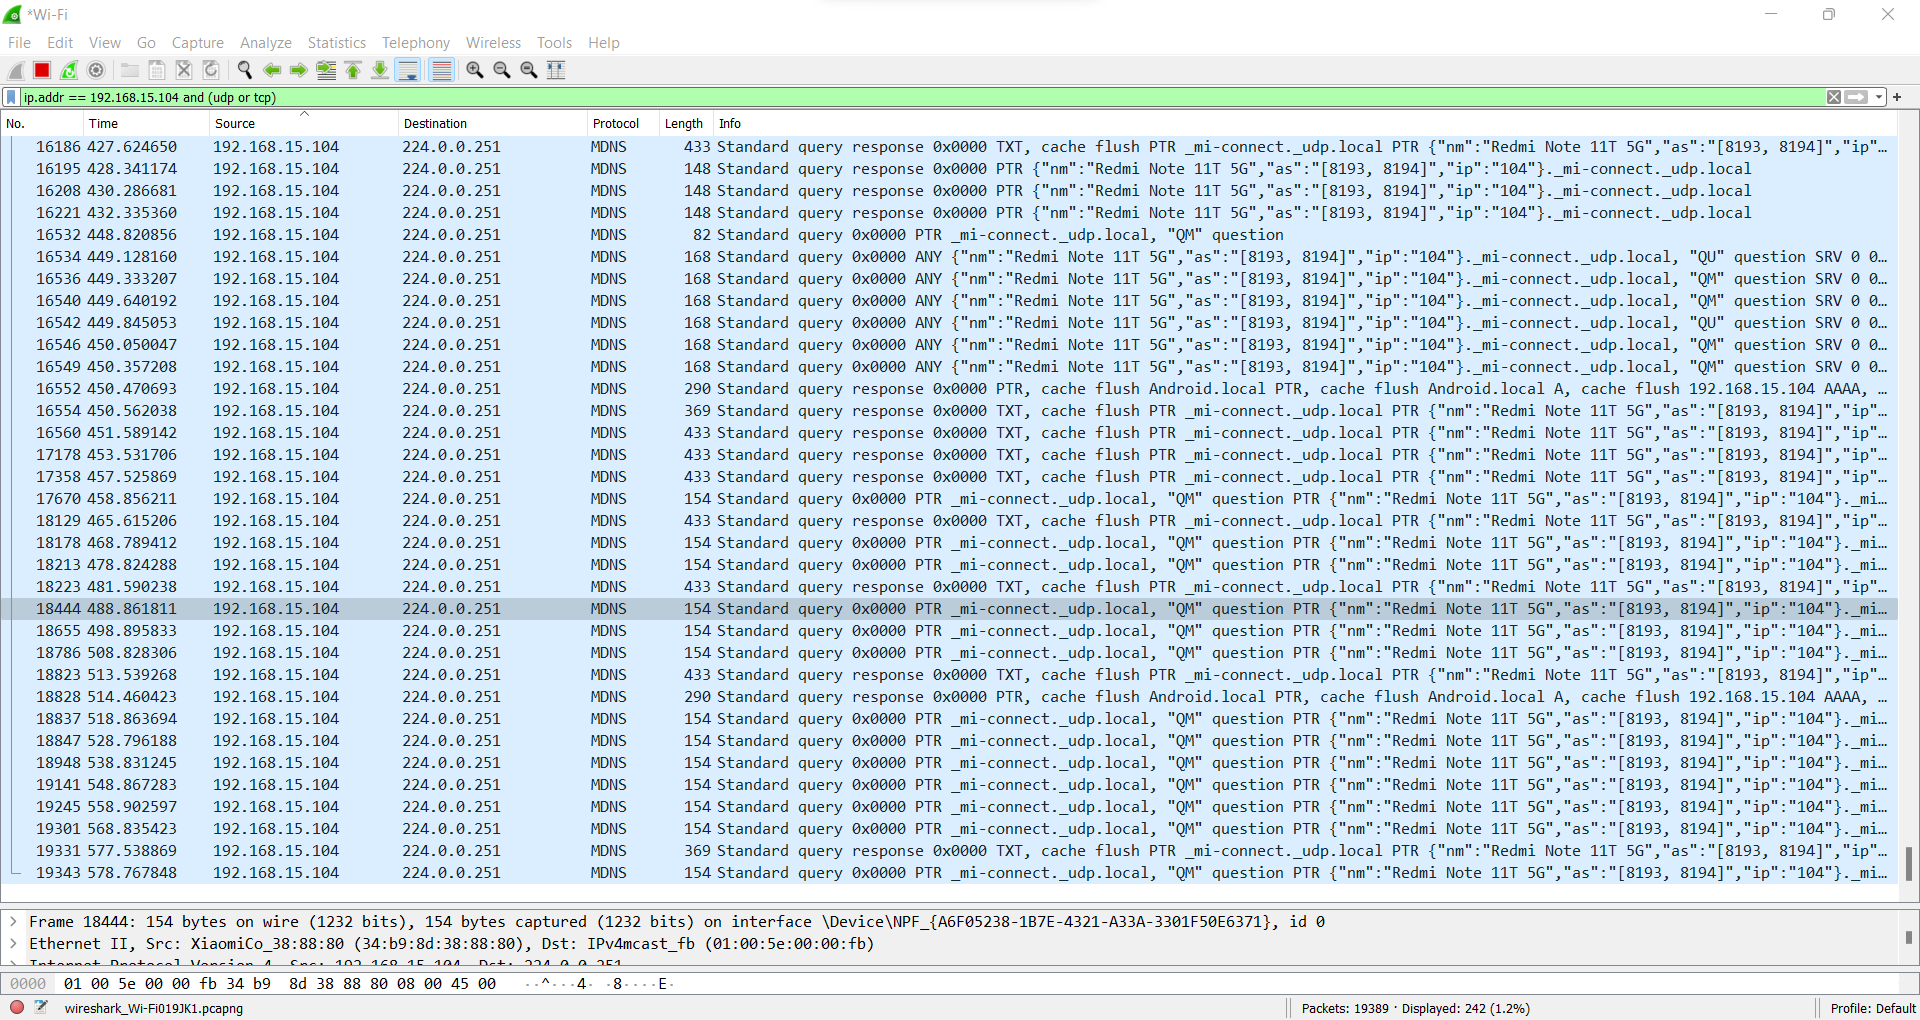 *Wi-Fi
File Edit View Go Capture Analyze Statistics Telephony Wireless Tools Help
ip.addr == 192.168.15.104 and (udp or tcp)
No. Time Source Destination Protocol Length Info
16186 427.624650 192.168.15.104 224.0.0.251 MDNS 433 Standard query response 0x0000 TXT, cache flush PTR _mi-connect._udp.local PTR {"nm":"Redmi Note 11T 5G","as":"[8193, 8194]","ip"…
16195 428.341174 192.168.15.104 224.0.0.251 MDNS 148 Standard query response 0x0000 PTR {"nm":"Redmi Note 11T 5G","as":"[8193, 8194]","ip":"104"}._mi-connect._udp.local
16208 430.286681 192.168.15.104 224.0.0.251 MDNS 148 Standard query response 0x0000 PTR {"nm":"Redmi Note 11T 5G","as":"[8193, 8194]","ip":"104"}._mi-connect._udp.local
16221 432.335360 192.168.15.104 224.0.0.251 MDNS 148 Standard query response 0x0000 PTR {"nm":"Redmi Note 11T 5G","as":"[8193, 8194]","ip":"104"}._mi-connect._udp.local
16532 448.820856 192.168.15.104 224.0.0.251 MDNS 82 Standard query 0x0000 PTR _mi-connect._udp.local, "QM" question
16534 449.128160 192.168.15.104 224.0.0.251 MDNS 168 Standard query 0x0000 ANY {"nm":"Redmi Note 11T 5G","as":"[8193, 8194]","ip":"104"}._mi-connect._udp.local, "QU" question SRV 0 0…
16536 449.333207 192.168.15.104 224.0.0.251 MDNS 168 Standard query 0x0000 ANY {"nm":"Redmi Note 11T 5G","as":"[8193, 8194]","ip":"104"}._mi-connect._udp.local, "QM" question SRV 0 0…
16540 449.640192 192.168.15.104 224.0.0.251 MDNS 168 Standard query 0x0000 ANY {"nm":"Redmi Note 11T 5G","as":"[8193, 8194]","ip":"104"}._mi-connect._udp.local, "QM" question SRV 0 0…
16542 449.845053 192.168.15.104 224.0.0.251 MDNS 168 Standard query 0x0000 ANY {"nm":"Redmi Note 11T 5G","as":"[8193, 8194]","ip":"104"}._mi-connect._udp.local, "QU" question SRV 0 0…
16546 450.050047 192.168.15.104 224.0.0.251 MDNS 168 Standard query 0x0000 ANY {"nm":"Redmi Note 11T 5G","as":"[8193, 8194]","ip":"104"}._mi-connect._udp.local, "QM" question SRV 0 0…
16549 450.357208 192.168.15.104 224.0.0.251 MDNS 168 Standard query 0x0000 ANY {"nm":"Redmi Note 11T 5G","as":"[8193, 8194]","ip":"104"}._mi-connect._udp.local, "QM" question SRV 0 0…
16552 450.470693 192.168.15.104 224.0.0.251 MDNS 290 Standard query response 0x0000 PTR, cache flush Android.local PTR, cache flush Android.local A, cache flush 192.168.15.104 AAAA, …
16554 450.562038 192.168.15.104 224.0.0.251 MDNS 369 Standard query response 0x0000 TXT, cache flush PTR _mi-connect._udp.local PTR {"nm":"Redmi Note 11T 5G","as":"[8193, 8194]","ip"…
16560 451.589142 192.168.15.104 224.0.0.251 MDNS 433 Standard query response 0x0000 TXT, cache flush PTR _mi-connect._udp.local PTR {"nm":"Redmi Note 11T 5G","as":"[8193, 8194]","ip"…
17178 453.531706 192.168.15.104 224.0.0.251 MDNS 433 Standard query response 0x0000 TXT, cache flush PTR _mi-connect._udp.local PTR {"nm":"Redmi Note 11T 5G","as":"[8193, 8194]","ip"…
17358 457.525869 192.168.15.104 224.0.0.251 MDNS 433 Standard query response 0x0000 TXT, cache flush PTR _mi-connect._udp.local PTR {"nm":"Redmi Note 11T 5G","as":"[8193, 8194]","ip"…
17670 458.856211 192.168.15.104 224.0.0.251 MDNS 154 Standard query 0x0000 PTR _mi-connect._udp.local, "QM" question PTR {"nm":"Redmi Note 11T 5G","as":"[8193, 8194]","ip":"104"}._mi…
18129 465.615206 192.168.15.104 224.0.0.251 MDNS 433 Standard query response 0x0000 TXT, cache flush PTR _mi-connect._udp.local PTR {"nm":"Redmi Note 11T 5G","as":"[8193, 8194]","ip"…
18178 468.789412 192.168.15.104 224.0.0.251 MDNS 154 Standard query 0x0000 PTR _mi-connect._udp.local, "QM" question PTR {"nm":"Redmi Note 11T 5G","as":"[8193, 8194]","ip":"104"}._mi…
18213 478.824288 192.168.15.104 224.0.0.251 MDNS 154 Standard query 0x0000 PTR _mi-connect._udp.local, "QM" question PTR {"nm":"Redmi Note 11T 5G","as":"[8193, 8194]","ip":"104"}._mi…
18223 481.590238 192.168.15.104 224.0.0.251 MDNS 433 Standard query response 0x0000 TXT, cache flush PTR _mi-connect._udp.local PTR {"nm":"Redmi Note 11T 5G","as":"[8193, 8194]","ip"…
18444 488.861811 192.168.15.104 224.0.0.251 MDNS 154 Standard query 0x0000 PTR _mi-connect._udp.local, "QM" question PTR {"nm":"Redmi Note 11T 5G","as":"[8193, 8194]","ip":"104"}._mi…
18655 498.895833 192.168.15.104 224.0.0.251 MDNS 154 Standard query 0x0000 PTR _mi-connect._udp.local, "QM" question PTR {"nm":"Redmi Note 11T 5G","as":"[8193, 8194]","ip":"104"}._mi…
18786 508.828306 192.168.15.104 224.0.0.251 MDNS 154 Standard query 0x0000 PTR _mi-connect._udp.local, "QM" question PTR {"nm":"Redmi Note 11T 5G","as":"[8193, 8194]","ip":"104"}._mi…
18823 513.539268 192.168.15.104 224.0.0.251 MDNS 433 Standard query response 0x0000 TXT, cache flush PTR _mi-connect._udp.local PTR {"nm":"Redmi Note 11T 5G","as":"[8193, 8194]","ip"…
18828 514.460423 192.168.15.104 224.0.0.251 MDNS 290 Standard query response 0x0000 PTR, cache flush Android.local PTR, cache flush Android.local A, cache flush 192.168.15.104 AAAA, …
18837 518.863694 192.168.15.104 224.0.0.251 MDNS 154 Standard query 0x0000 PTR _mi-connect._udp.local, "QM" question PTR {"nm":"Redmi Note 11T 5G","as":"[8193, 8194]","ip":"104"}._mi…
18847 528.796188 192.168.15.104 224.0.0.251 MDNS 154 Standard query 0x0000 PTR _mi-connect._udp.local, "QM" question PTR {"nm":"Redmi Note 11T 5G","as":"[8193, 8194]","ip":"104"}._mi…
18948 538.831245 192.168.15.104 224.0.0.251 MDNS 154 Standard query 0x0000 PTR _mi-connect._udp.local, "QM" question PTR {"nm":"Redmi Note 11T 5G","as":"[8193, 8194]","ip":"104"}._mi…
19141 548.867283 192.168.15.104 224.0.0.251 MDNS 154 Standard query 0x0000 PTR _mi-connect._udp.local, "QM" question PTR {"nm":"Redmi Note 11T 5G","as":"[8193, 8194]","ip":"104"}._mi…
19245 558.902597 192.168.15.104 224.0.0.251 MDNS 154 Standard query 0x0000 PTR _mi-connect._udp.local, "QM" question PTR {"nm":"Redmi Note 11T 5G","as":"[8193, 8194]","ip":"104"}._mi…
19301 568.835423 192.168.15.104 224.0.0.251 MDNS 154 Standard query 0x0000 PTR _mi-connect._udp.local, "QM" question PTR {"nm":"Redmi Note 11T 5G","as":"[8193, 8194]","ip":"104"}._mi…
19331 577.538869 192.168.15.104 224.0.0.251 MDNS 369 Standard query response 0x0000 TXT, cache flush PTR _mi-connect._udp.local PTR {"nm":"Redmi Note 11T 5G","as":"[8193, 8194]","ip"…
19343 578.767848 192.168.15.104 224.0.0.251 MDNS 154 Standard query 0x0000 PTR _mi-connect._udp.local, "QM" question PTR {"nm":"Redmi Note 11T 5G","as":"[8193, 8194]","ip":"104"}._mi…
Frame 18444: 154 bytes on wire (1232 bits), 154 bytes captured (1232 bits) on interface \Device\NPF_{A6F05238-1B7E-4321-A33A-3301F50E6371}, id 0
Ethernet II, Src: XiaomiCo_38:88:80 (34:b9:8d:38:88:80), Dst: IPv4mcast_fb (01:00:5e:00:00:fb)
Internet Protocol Version 4, Src: 192.168.15.104, Dst: 224.0.0.251
0000 01 00 5e 00 00 fb 34 b9 8d 38 88 80 08 00 45 00 ··^···4· ·8····E·
wireshark_Wi-Fi019JK1.pcapng Packets: 19389 · Displayed: 242 (1.2%) Profile: Default